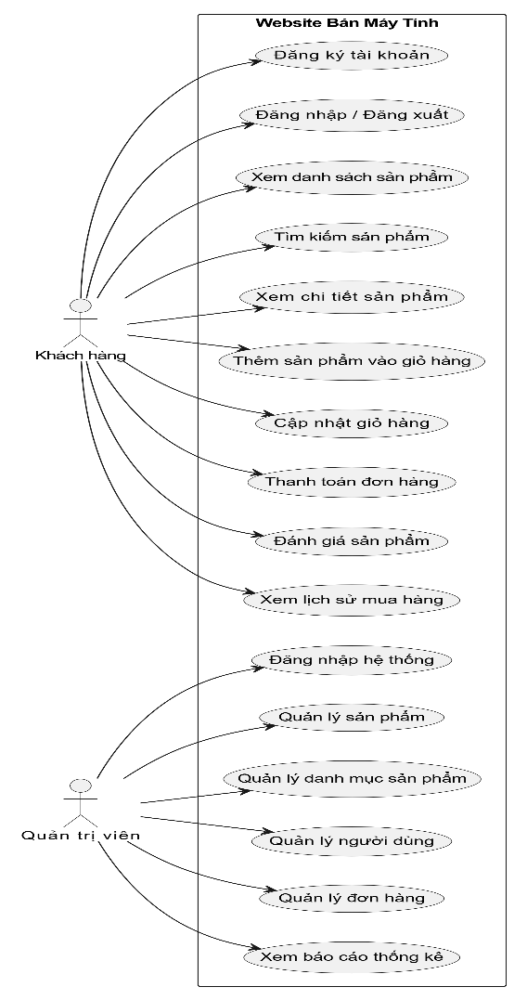 Website Bán Máy Tính
Đăng ký tài khoản
Đăng nhập / Đăng xuất
Xem danh sách sản phẩm
Tìm kiếm sản phẩm
Xem chi tiết sản phẩm
Thêm sản phẩm vào giỏ hàng
Khách hàng
Cập nhật giỏ hàng
Thanh toán đơn hàng
Đánh giá sản phẩm
Xem lịch sử mua hàng
Đăng nhập hệ thống
Quản lý sản phẩm
Quản lý danh mục sản phẩm
Quản trị viên
Quản lý người dùng
Quản lý đơn hàng
Xem báo cáo thống kê